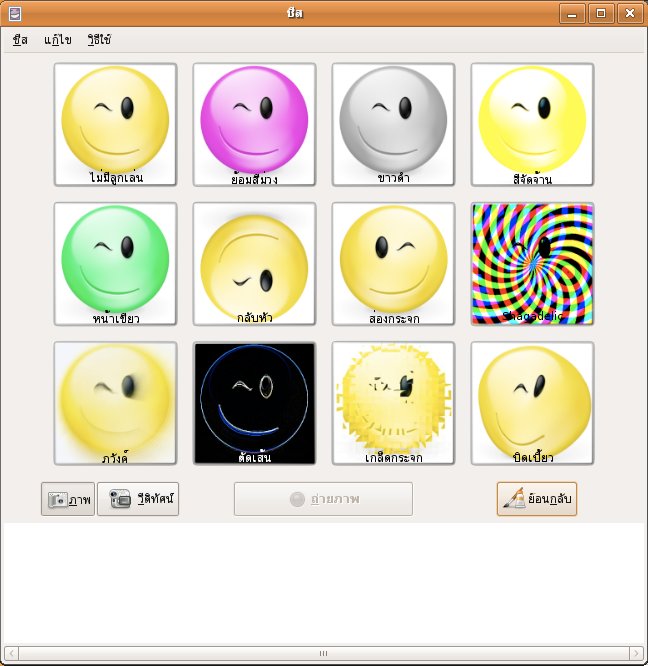 ชีส
ชีส แก้ไข วิธีใช้
ไม่มีลูกเล่น ย้อมสีม่วง ขาวดำ สีจัดจ้าน
หน้าเขียว กลับหัว ส่องกระจก Shagadelic
ภวังค์ ตัดเส้น เกล็ดกระจก บิดเบี้ยว
ภาพ วีดิทัศน์ ถ่ายภาพ ย้อนกลับ